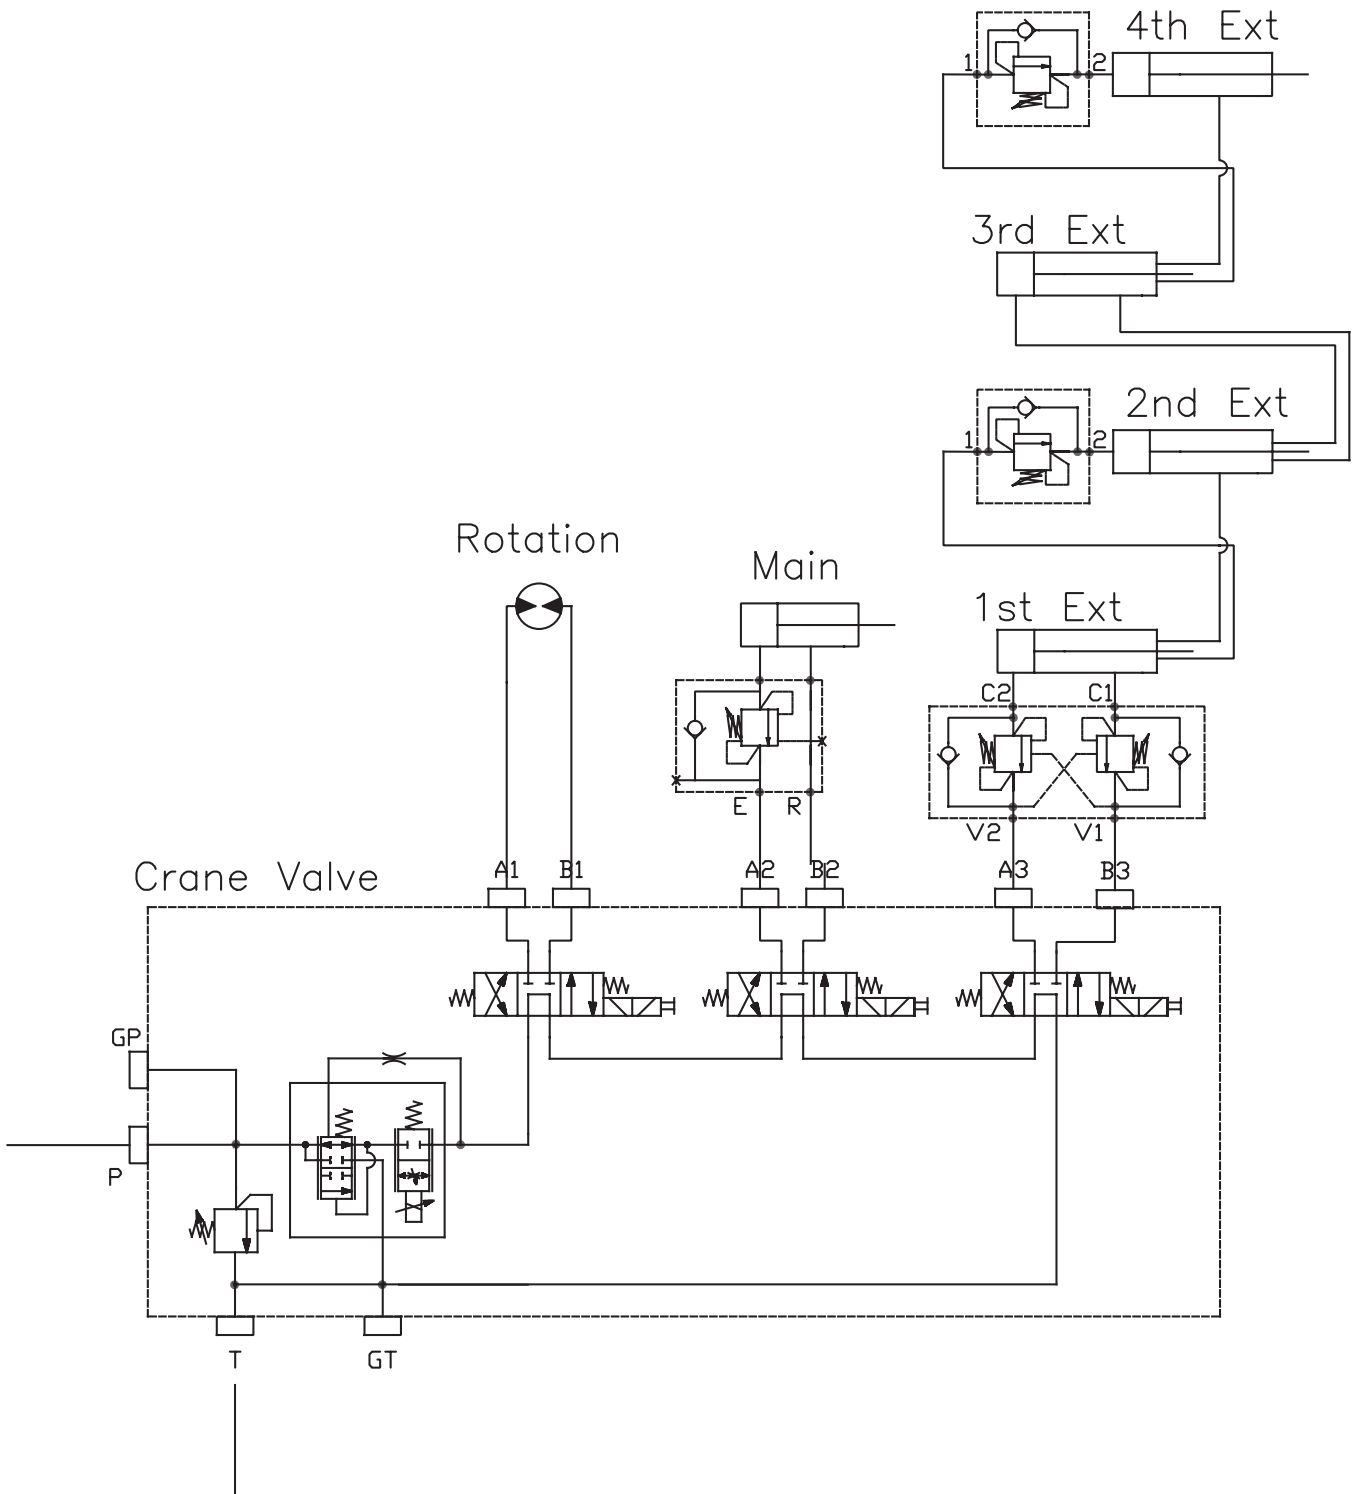 4th Ext
1 2
3rd Ext
2nd Ext
1 2
Rotation
Main
1st Ext
C2 C1
E R
V2 V1
Crane Valve
A1 B1 A2 B2 A3 B3
GP
P
T GT